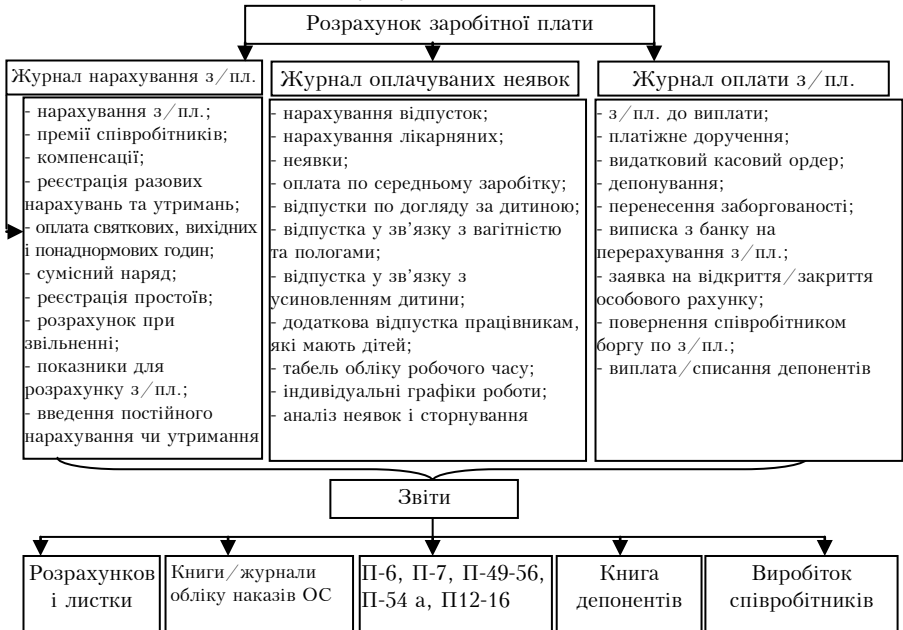 Розрахунок заробітної плати
Журнал нарахування з/пл.
- нарахування з/пл.;
- премії співробітників;
- компенсації;
- реєстрація разових
нарахувань та утримань;
- оплата святкових, вихідних
і понаднормових годин;
- сумісний наряд;
- реєстрація простоїв;
- розрахунок при
звільненні;
- показники для
розрахунку з/пл.;
- введення постійного
нарахування чи утримання
Журнал оплачуваних неявок
- нарахування відпусток;
- нарахування лікарняних;
- неявки;
- оплата по середньому заробітку;
- відпустки по догляду за дитиною;
- відпустка у зв’язку з вагітністю
та пологами;
- відпустка у зв’язку з
усиновленням дитини;
- додаткова відпустка працівникам,
які мають дітей;
- табель обліку робочого часу;
- індивідуальні графіки роботи;
- аналіз неявок і сторнування
Журнал оплати з/пл.
- з/пл. до виплати;
- платіжне доручення;
- видатковий касовий ордер;
- депонування;
- перенесення заборгованості;
- виписка з банку на
перерахування з/пл.;
- заявка на відкриття/закриття
особового рахунку;
- повернення співробітником
боргу по з/пл.;
- виплата/списання депонентів
Звіти
Розрахунков
і листки
Книги/журнали
обліку наказів ОС
П-6, П-7, П-49-56,
П-54 а, П12-16
Книга
депонентів
Виробіток
співробітників